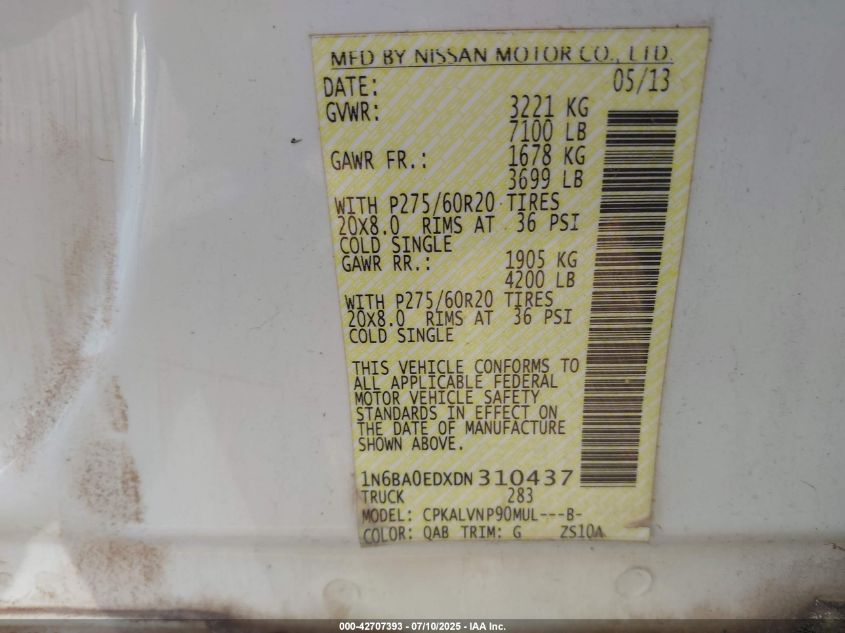 MFD BY NISSAN MOTOR CO., LTD.
DATE: 05/13
GVWR: 3221 KG
7100 LB
GAWR FR.: 1678 KG
3699 LB
WITH P275/60R20 TIRES
20X8.0 RIMS AT 36 PSI
COLD SINGLE
GAWR RR.: 1905 KG
4200 LB
WITH P275/60R20 TIRES
20X8.0 RIMS AT 36 PSI
COLD SINGLE
THIS VEHICLE CONFORMS TO
ALL APPLICABLE FEDERAL
MOTOR VEHICLE SAFETY
STANDARDS IN EFFECT ON
THE DATE OF MANUFACTURE
SHOWN ABOVE.
1N6BA0EDXDN310437
TRUCK 283
MODEL: CPKALVNP90MUL---B-
COLOR: QAB TRIM: G ZS10A
000-42707393 - 07/10/2025 - IAA Inc.